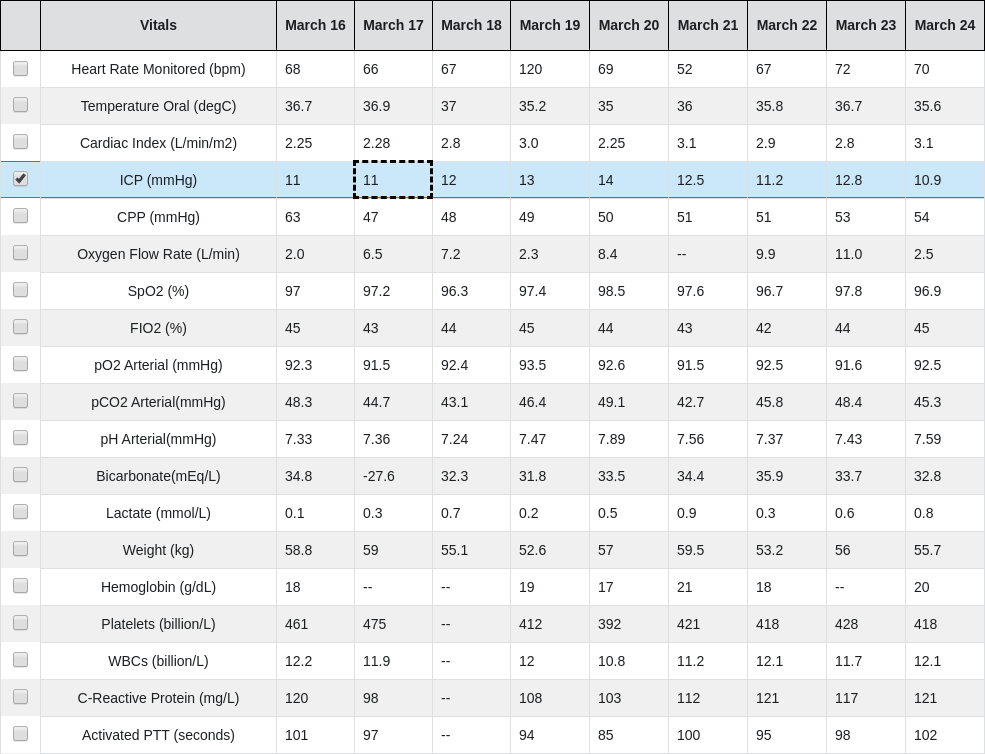 Vitals March 16 March 17 March 18 March 19 March 20 March 21 March 22 March 23 March 24
Heart Rate Monitored (bpm) 68 66 67 120 69 52 67 72 70
Temperature Oral (degC) 36.7 36.9 37 35.2 35 36 35.8 36.7 35.6
Cardiac Index (L/min/m2) 2.25 2.28 2.8 3.0 2.25 3.1 2.9 2.8 3.1
ICP (mmHg) 11 11 12 13 14 12.5 11.2 12.8 10.9
CPP (mmHg) 63 47 48 49 50 51 51 53 54
Oxygen Flow Rate (L/min) 2.0 6.5 7.2 2.3 8.4 -- 9.9 11.0 2.5
SpO2 (%) 97 97.2 96.3 97.4 98.5 97.6 96.7 97.8 96.9
FIO2 (%) 45 43 44 45 44 43 42 44 45
pO2 Arterial (mmHg) 92.3 91.5 92.4 93.5 92.6 91.5 92.5 91.6 92.5
pCO2 Arterial(mmHg) 48.3 44.7 43.1 46.4 49.1 42.7 45.8 48.4 45.3
pH Arterial(mmHg) 7.33 7.36 7.24 7.47 7.89 7.56 7.37 7.43 7.59
Bicarbonate(mEq/L) 34.8 -27.6 32.3 31.8 33.5 34.4 35.9 33.7 32.8
Lactate (mmol/L) 0.1 0.3 0.7 0.2 0.5 0.9 0.3 0.6 0.8
Weight (kg) 58.8 59 55.1 52.6 57 59.5 53.2 56 55.7
Hemoglobin (g/dL) 18 -- -- 19 17 21 18 -- 20
Platelets (billion/L) 461 475 -- 412 392 421 418 428 418
WBCs (billion/L) 12.2 11.9 -- 12 10.8 11.2 12.1 11.7 12.1
C-Reactive Protein (mg/L) 120 98 -- 108 103 112 121 117 121
Activated PTT (seconds) 101 97 -- 94 85 100 95 98 102